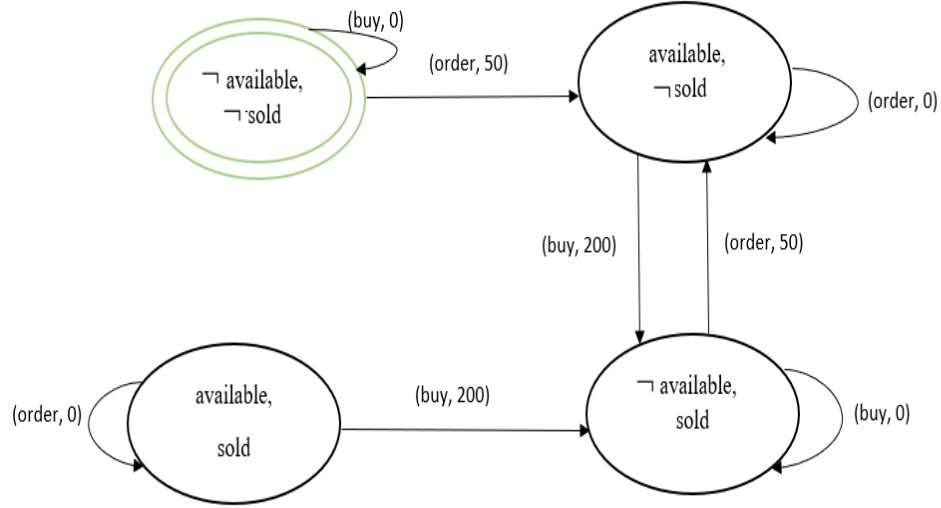 (buy, 0)
¬ available,
¬ sold
(order, 50)
available,
¬ sold
(order, 0)
(buy, 200)
(order, 50)
(order, 0)
available,
sold
(buy, 200)
¬ available,
sold
(buy, 0)